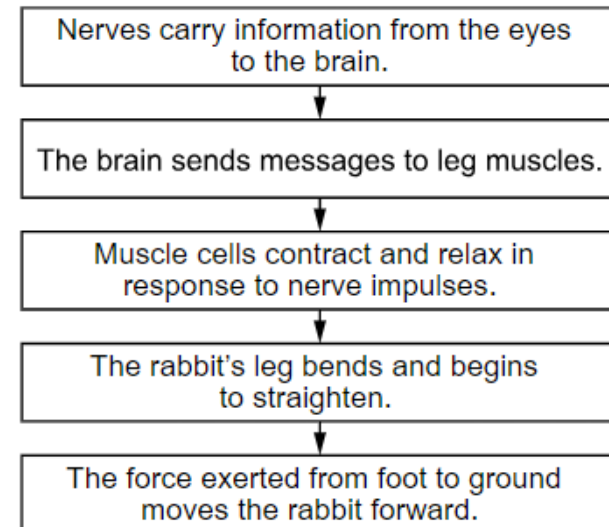 Nerves carry information from the eyes
to the brain.
The brain sends messages to leg muscles.
Muscle cells contract and relax in
response to nerve impulses.
The rabbit's leg bends and begins
to straighten.
The force exerted from foot to ground
moves the rabbit forward.